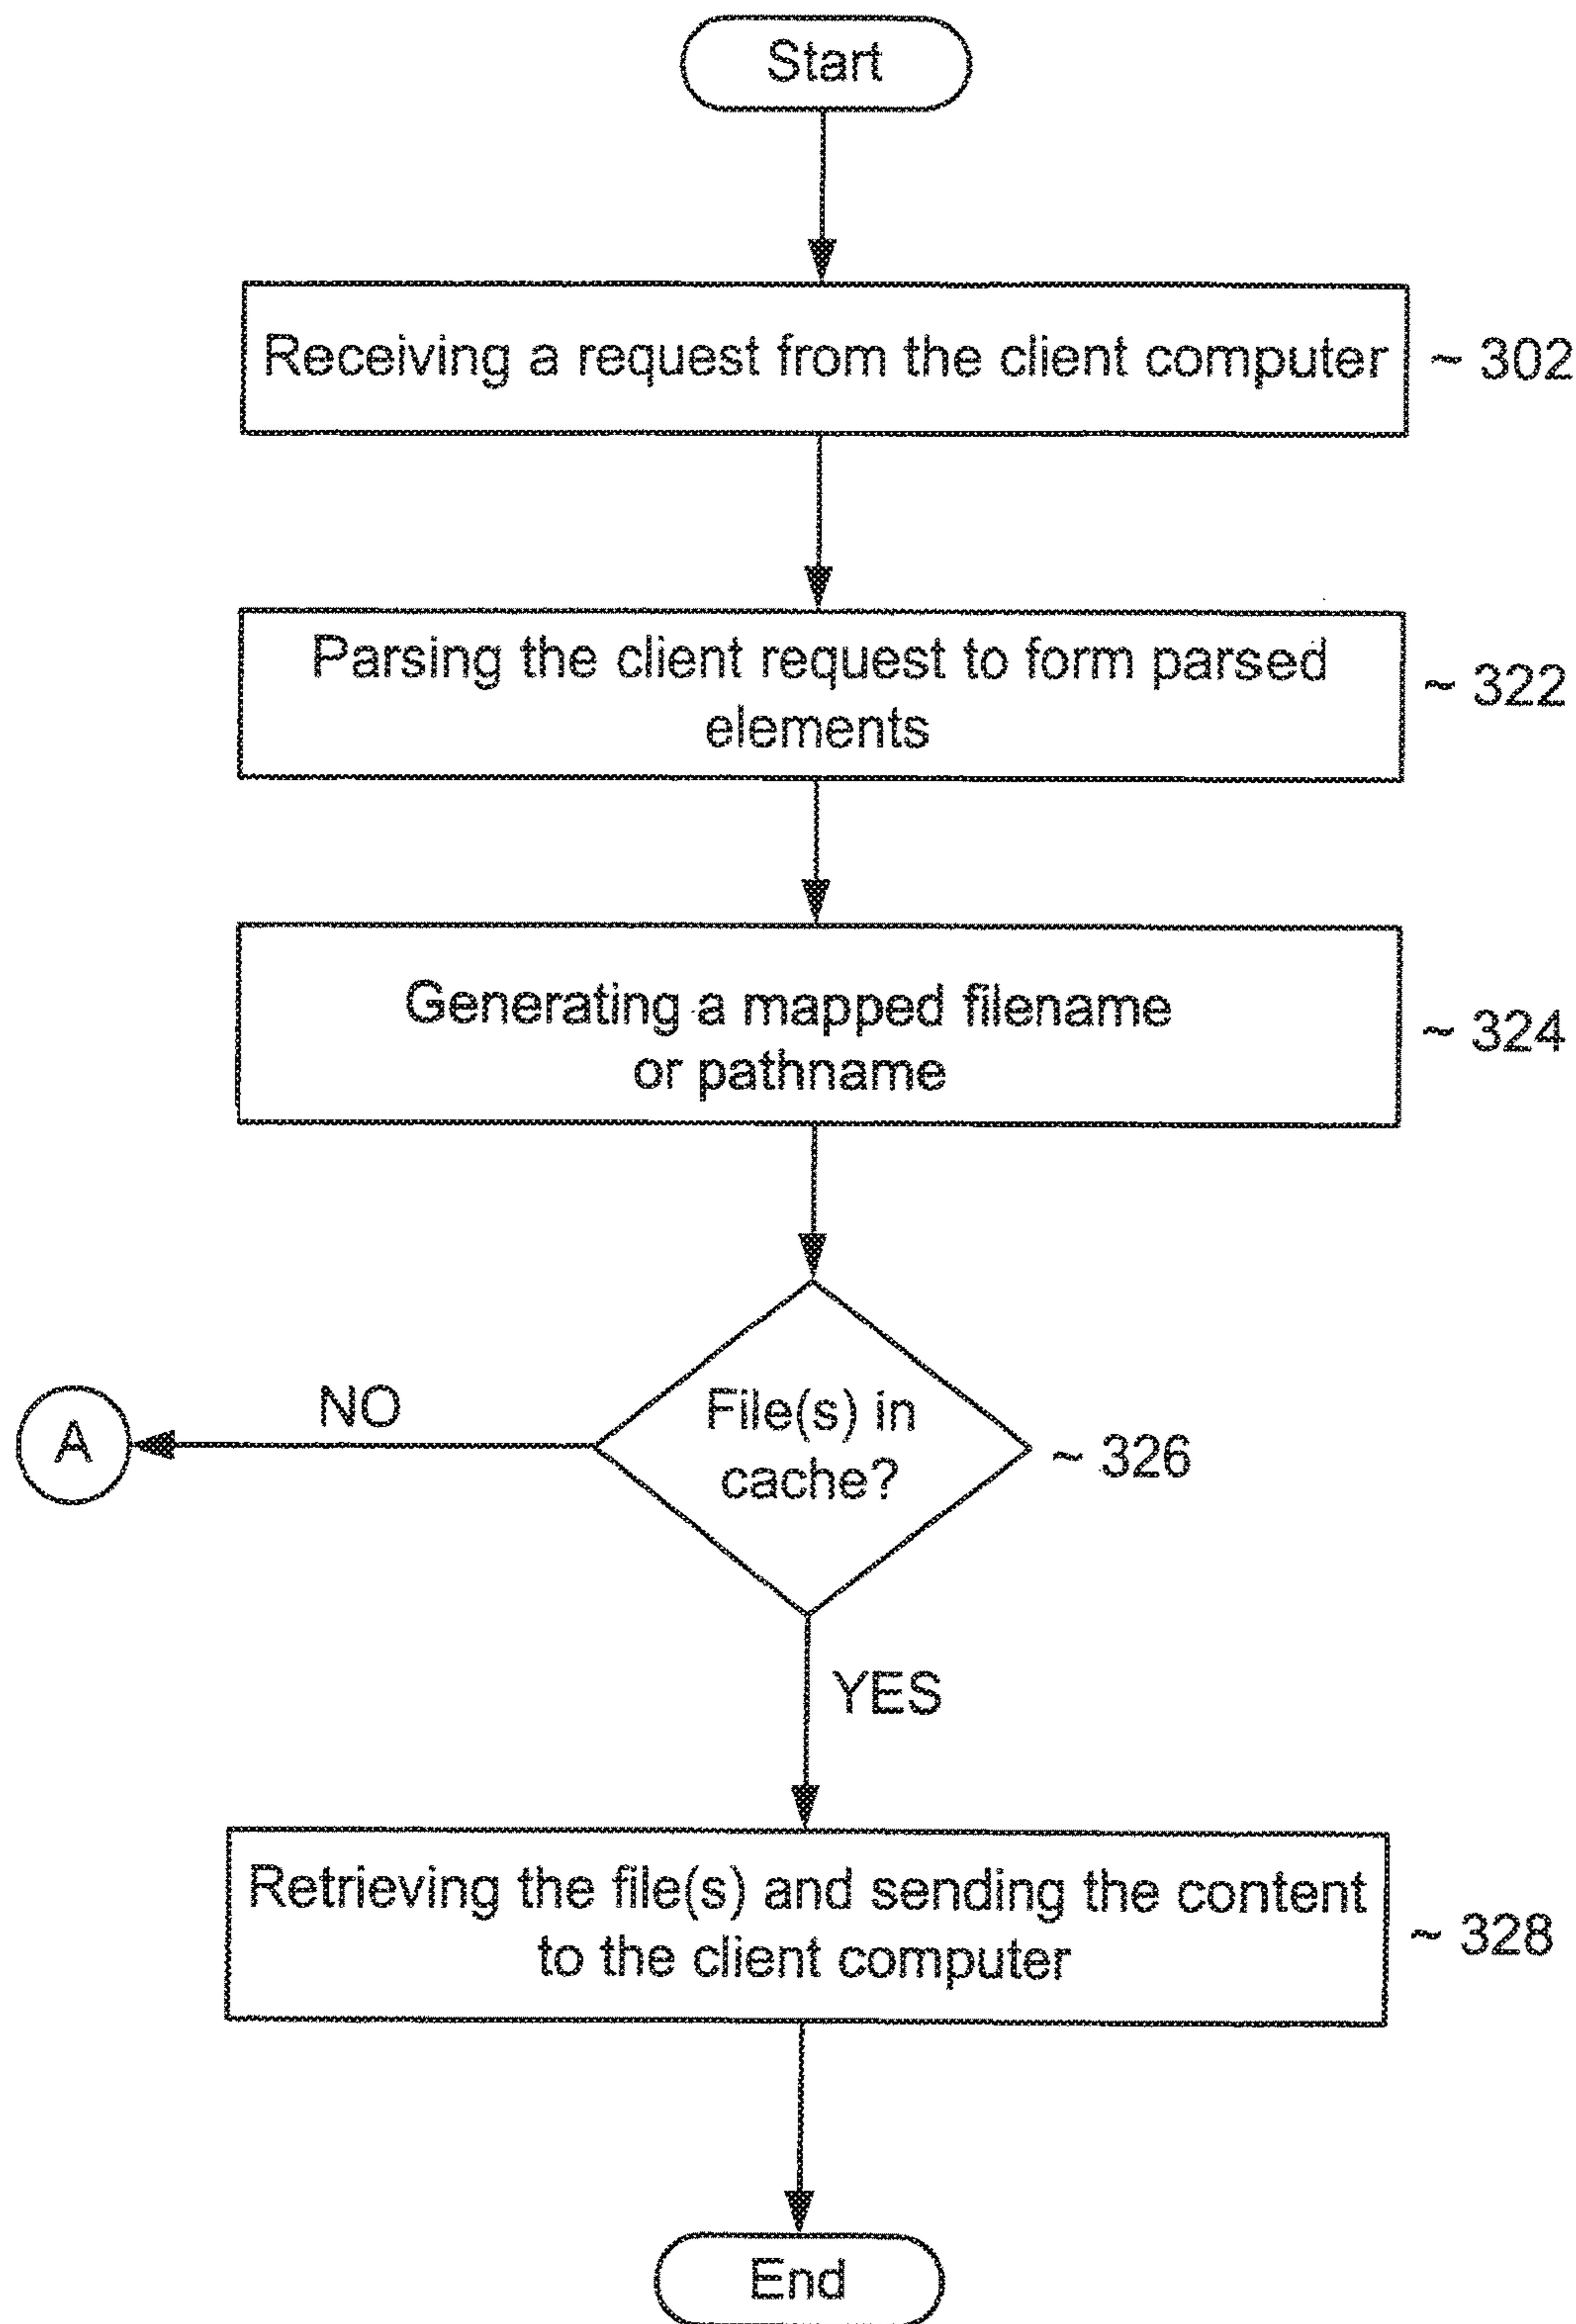 Start
Receiving a request from the client computer
~ 302
Parsing the client request to form parsed
elements
~ 322
Generating a mapped filename
or pathname
~ 324
File(s) in
cache?
~ 326
NO
A
YES
Retrieving the file(s) and sending the content
to the client computer
~ 328
End